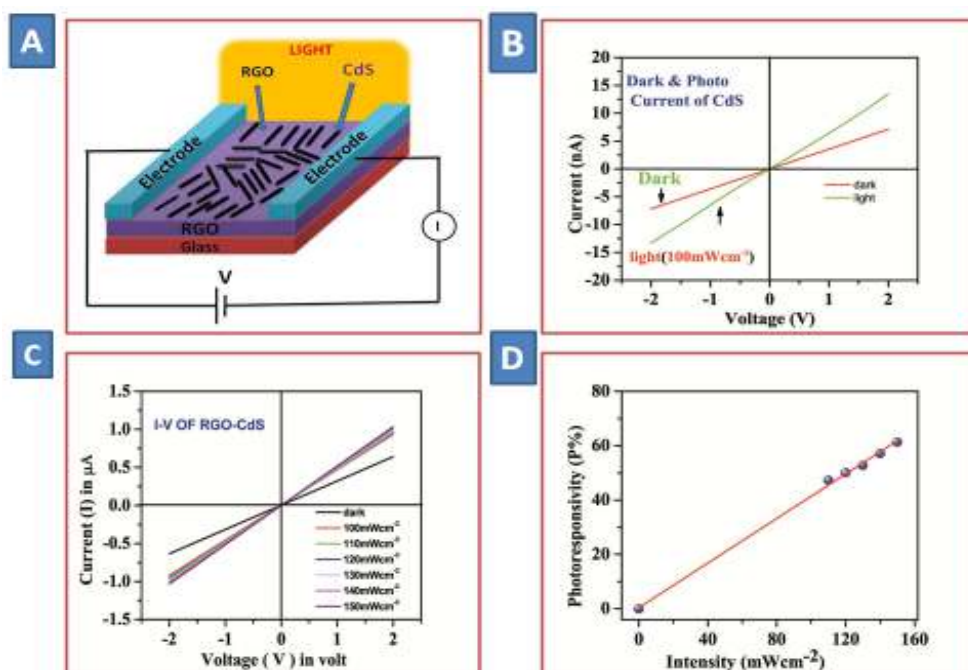 A
LIGHT
RGO
CdS
Electrode
Electrode
RGO
Glass
I
V
B
Dark & Photo
Current of CdS
Dark
light(100mWcm⁻²)
dark
light
Current (nA)
20
15
10
5
0
-5
-10
-15
-20
-2
-1
0
1
2
Voltage (V)
C
I-V OF RGO-CdS
dark
100mWcm⁻²
110mWcm⁻²
120mWcm⁻²
130mWcm⁻²
140mWcm⁻²
150mWcm⁻²
Current (I) in μA
1.5
1.0
0.5
0.0
-0.5
-1.0
-1.5
-2
-1
0
1
2
Voltage ( V ) in volt
D
Photoresponsivity (P%)
80
60
40
20
0
0
40
80
120
160
Intensity (mWcm-2)